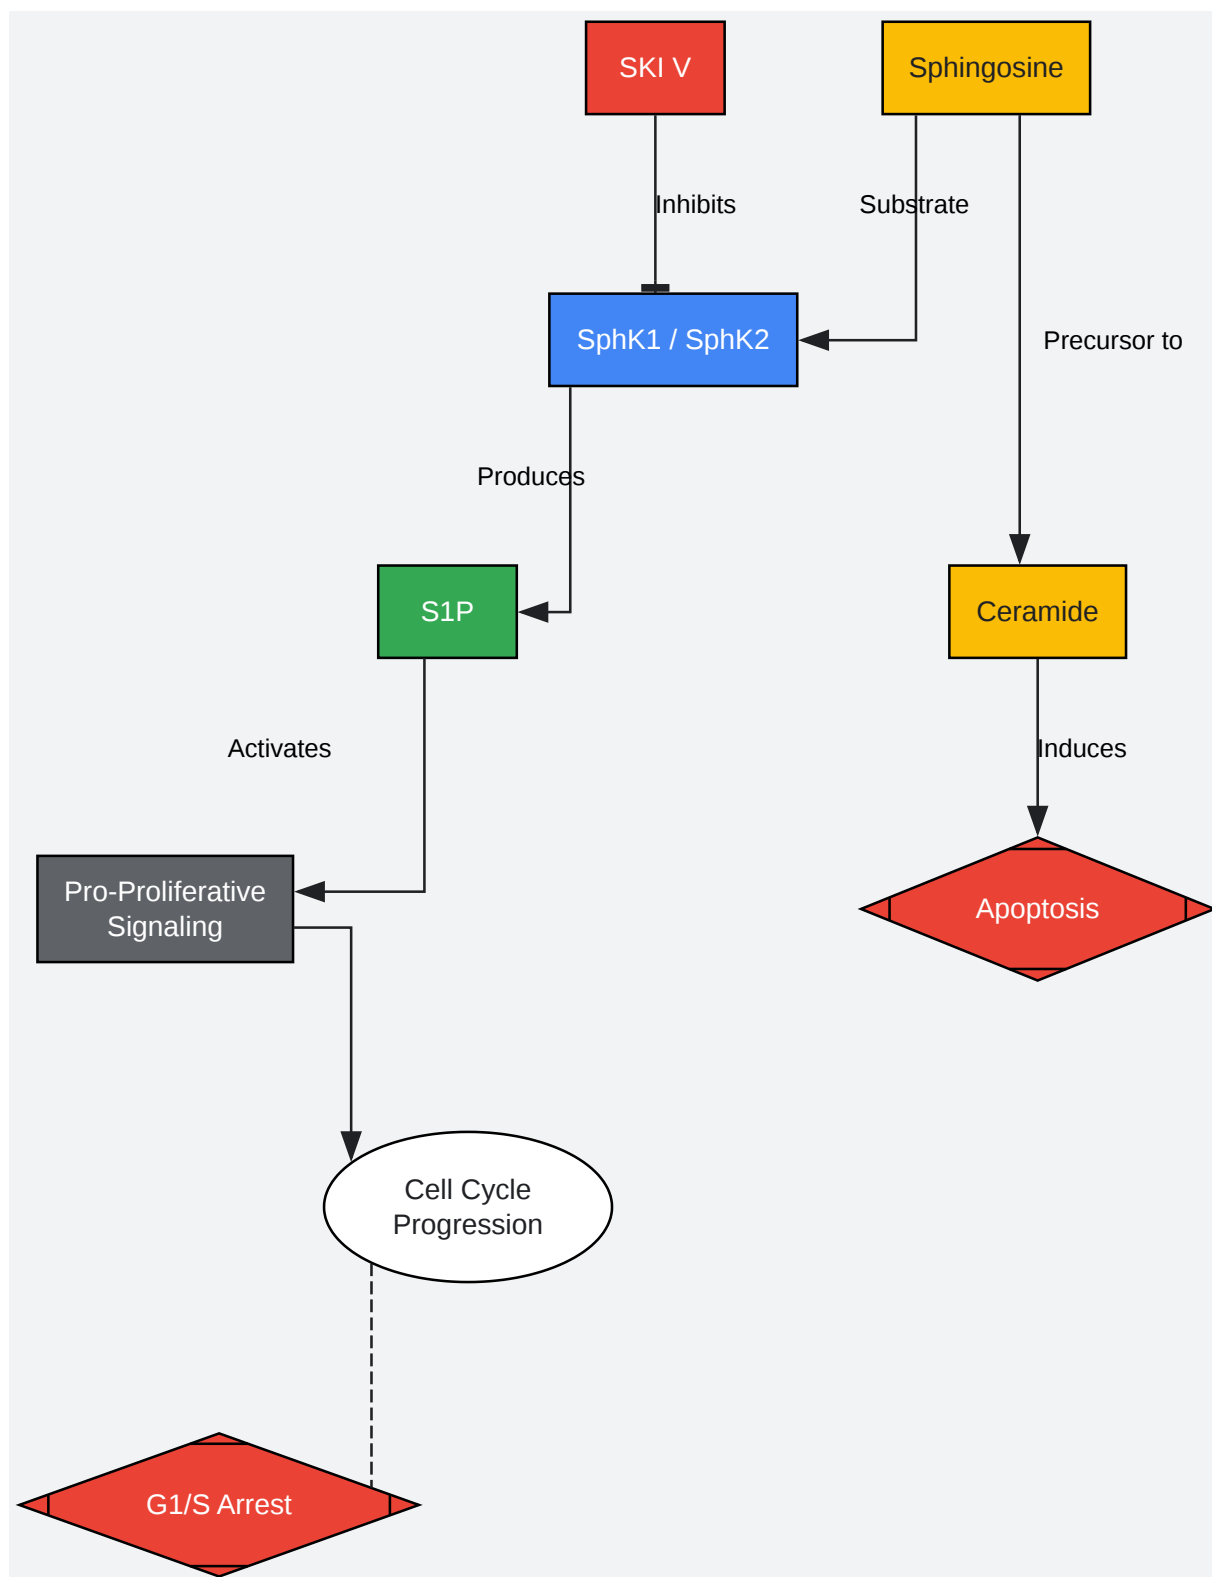 SKI V
Sphingosine
Inhibits
Substrate
SphK1 / SphK2
Precursor to
Produces
S1P
Ceramide
Activates
Induces
Pro-Proliferative
Signaling
Apoptosis
Cell Cycle
Progression
G1/S Arrest